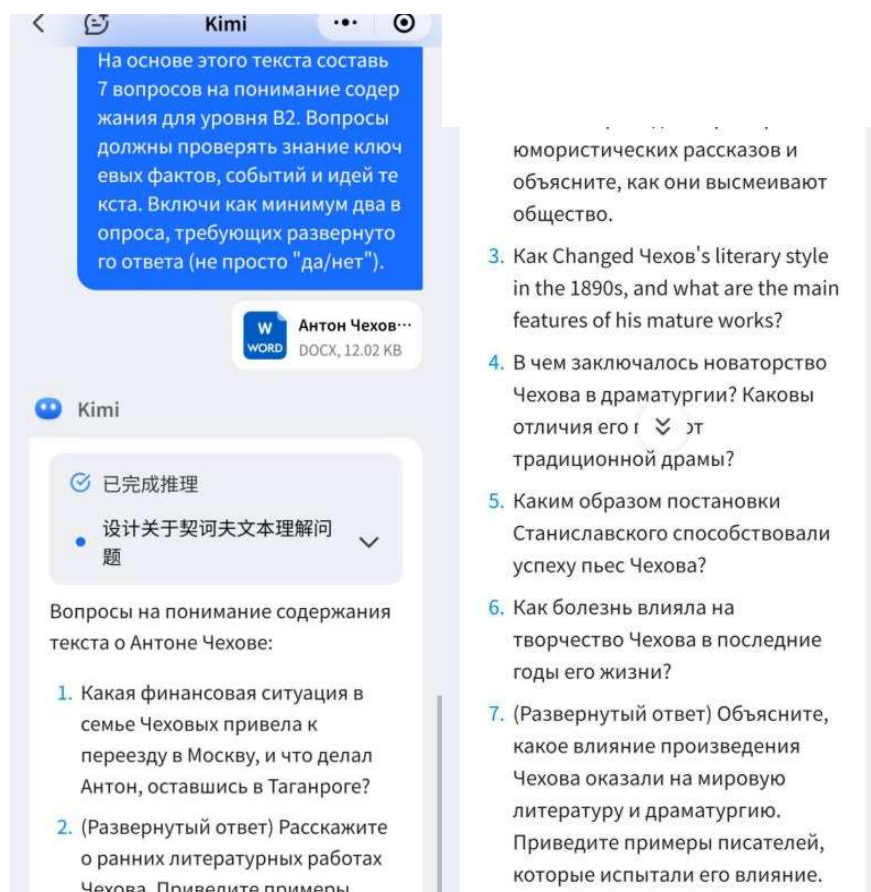 Kimi
На основе этого текста составь
7 вопросов на понимание содер
жания для уровня B2. Вопросы
должны проверять знание ключ
евых фактов, событий и идей те
кста. Включи как минимум два в
опроса, требующих развернуто
го ответа (не просто "да/нет").
W
WORD
Антон Чехов···
DOCX, 12.02 KB
Kimi
已完成推理
设计关于契诃夫文本理解问
题
Вопросы на понимание содержания
текста о Антоне Чехове:
1. Какая финансовая ситуация в
семье Чеховых привела к
переезду в Москву, и что делал
Антон, оставшись в Таганроге?
2. (Развернутый ответ) Расскажите
о ранних литературных работах
Чехова. Приведите примеры
юмористических рассказов и
объясните, как они высмеивают
общество.
3. Как Changed Чехов's literary style
in the 1890s, and what are the main
features of his mature works?
4. В чем заключалось новаторство
Чехова в драматургии? Каковы
отличия его от
традиционной драмы?
5. Каким образом постановки
Станиславского способствовали
успеху пьес Чехова?
6. Как болезнь влияла на
творчество Чехова в последние
годы его жизни?
7. (Развернутый ответ) Объясните,
какое влияние произведения
Чехова оказали на мировую
литературу и драматургию.
Приведите примеры писателей,
которые испытали его влияние.